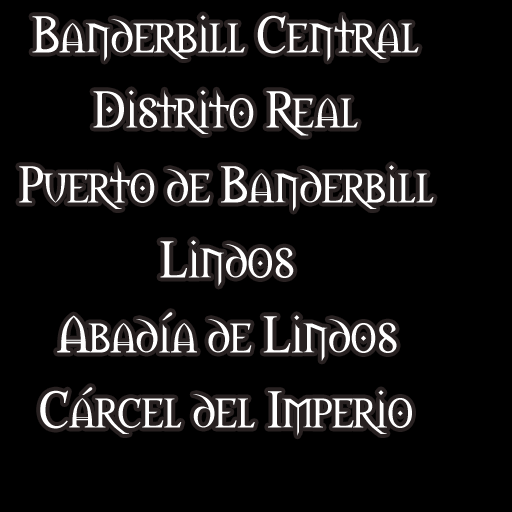 Banderbill Central
Distrito Real
Puerto de Banderbill
Lindos
Abadía de Lindos
Cárcel del Imperio